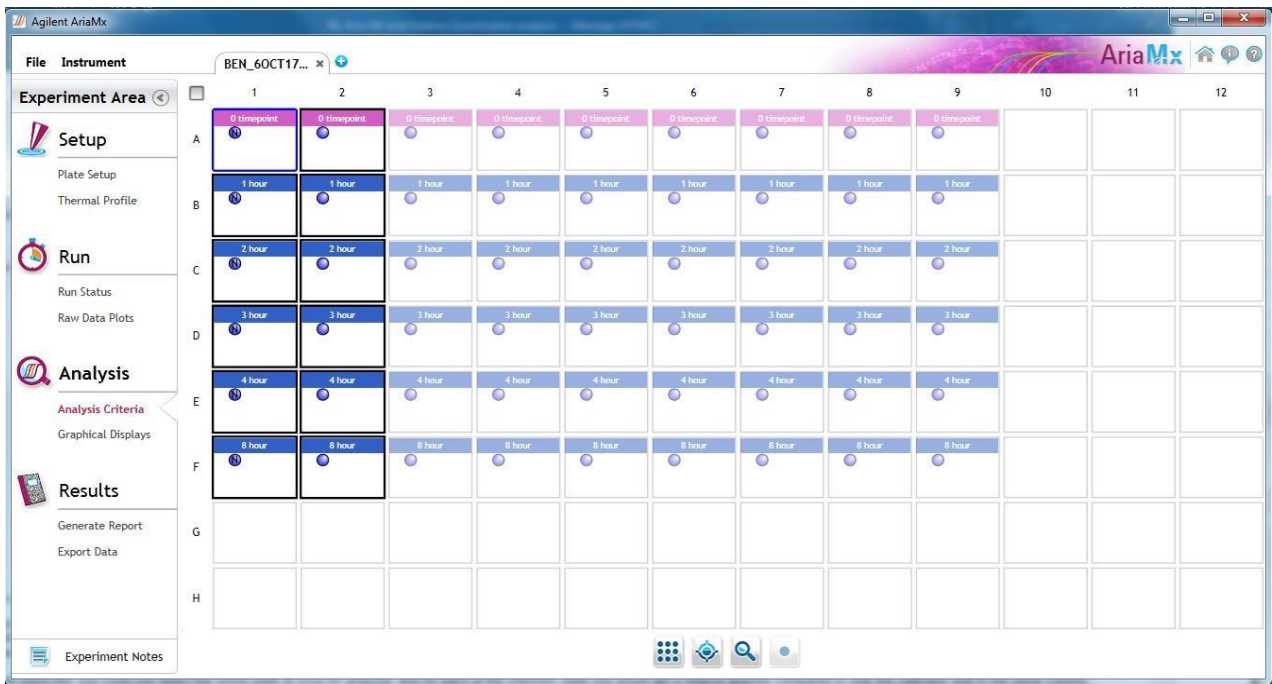 Agilent AriaMx
File Instrument
BEN_6OCT17...
AriaMx
Experiment Area
Setup
Plate Setup
Thermal Profile
Run
Run Status
Raw Data Plots
Analysis
Analysis Criteria
Graphical Displays
Results
Generate Report
Export Data
Experiment Notes
1 2 3 4 5 6 7 8 9 10 11 12
A
0 timepoint 0 timepoint 0 timepoint 0 timepoint 0 timepoint 0 timepoint 0 timepoint 0 timepoint 0 timepoint
N
B
1 hour 1 hour 1 hour 1 hour 1 hour 1 hour 1 hour 1 hour 1 hour
N
C
2 hour 2 hour 2 hour 2 hour 2 hour 2 hour 2 hour 2 hour 2 hour
N
D
3 hour 3 hour 3 hour 3 hour 3 hour 3 hour 3 hour 3 hour 3 hour
N
E
4 hour 4 hour 4 hour 4 hour 4 hour 4 hour 4 hour 4 hour 4 hour
N
F
8 hour 8 hour 8 hour 8 hour 8 hour 8 hour 8 hour 8 hour 8 hour
N
G
H